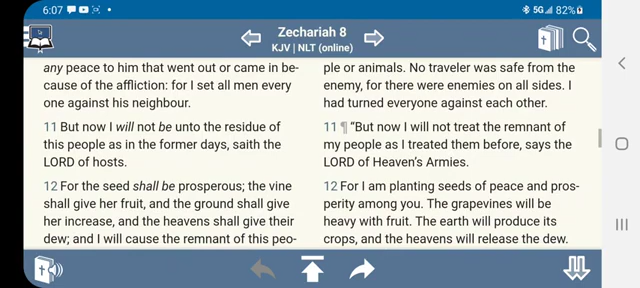 6:07
5G 82%
Zechariah 8
KJV | NLT (online)
any peace to him that went out or came in be-
cause of the affliction: for I set all men every
one against his neighbour.
11 But now I will not be unto the residue of
this people as in the former days, saith the
LORD of hosts.
12 For the seed shall be prosperous; the vine
shall give her fruit, and the ground shall give
her increase, and the heavens shall give their
dew; and I will cause the remnant of this peo-
ple or animals. No traveler was safe from the
enemy, for there were enemies on all sides. I
had turned everyone against each other.
11 ¶ “But now I will not treat the remnant of
my people as I treated them before, says the
LORD of Heaven’s Armies.
12 For I am planting seeds of peace and pros-
perity among you. The grapevines will be
heavy with fruit. The earth will produce its
crops, and the heavens will release the dew.